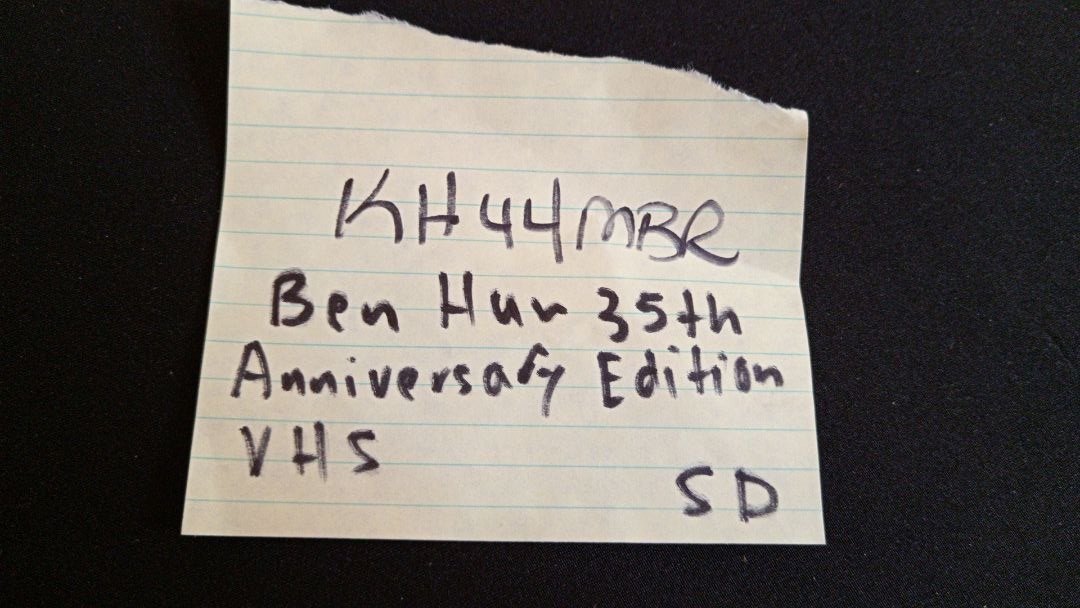 KH44MBR
Ben Hur 35th
Anniversary Edition
VHS
SD